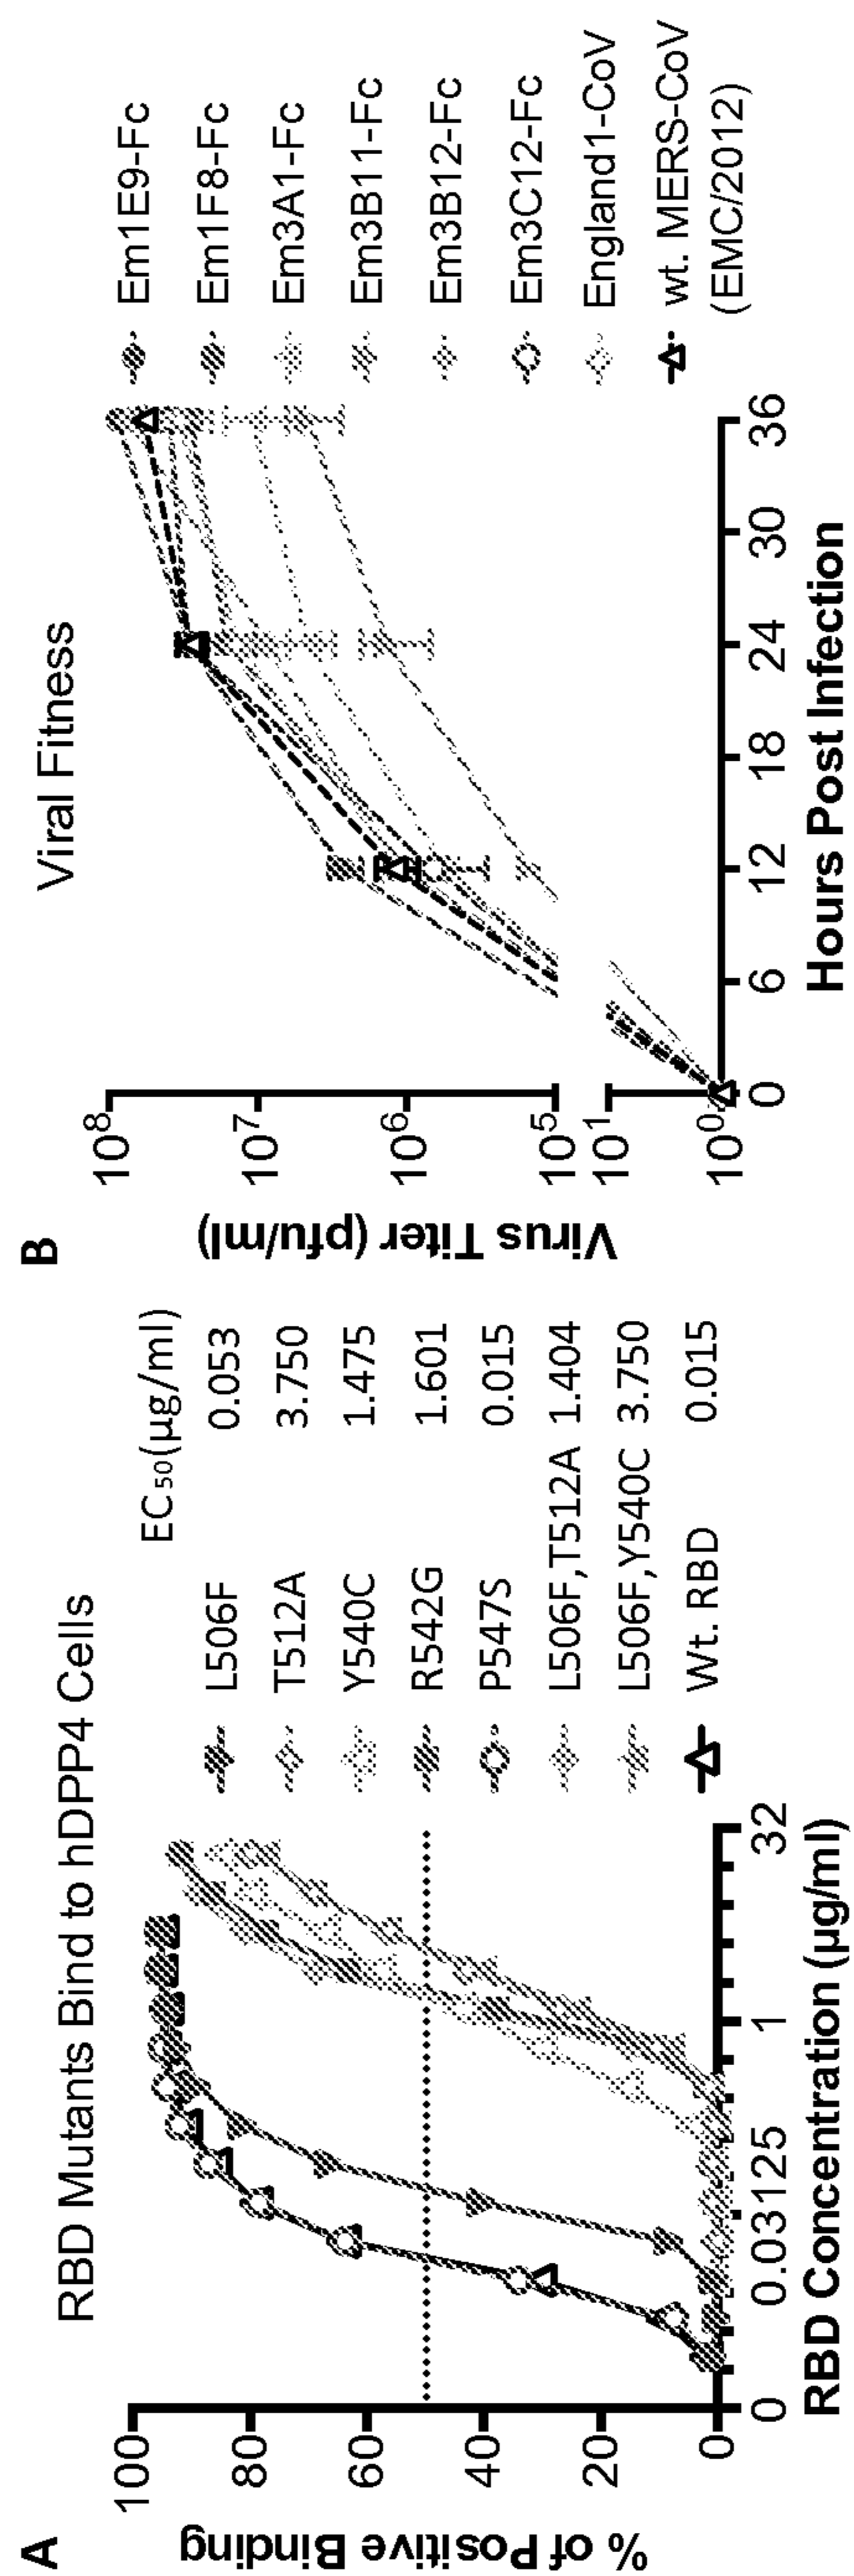 A
RBD Mutants Bind to hDPP4 Cells
% of Positive Binding
100
80
60
40
20
0
0 0.03125 1 32
RBD Concentration (µg/ml)
EC50(µg/ml)
L506F 0.053
T512A 3.750
Y540C 1.475
R542G 1.601
P547S 0.015
L506F,T512A 1.404
L506F,Y540C 3.750
Wt. RBD 0.015
B
Viral Fitness
Virus Titer (pfu/ml)
10^8
10^7
10^6
10^5
10^1
10^0
0 6 12 18 24 30 36
Hours Post Infection
Em1E9-Fc
Em1F8-Fc
Em3A1-Fc
Em3B11-Fc
Em3B12-Fc
Em3C12-Fc
England1-CoV
wt. MERS-CoV
(EMC/2012)